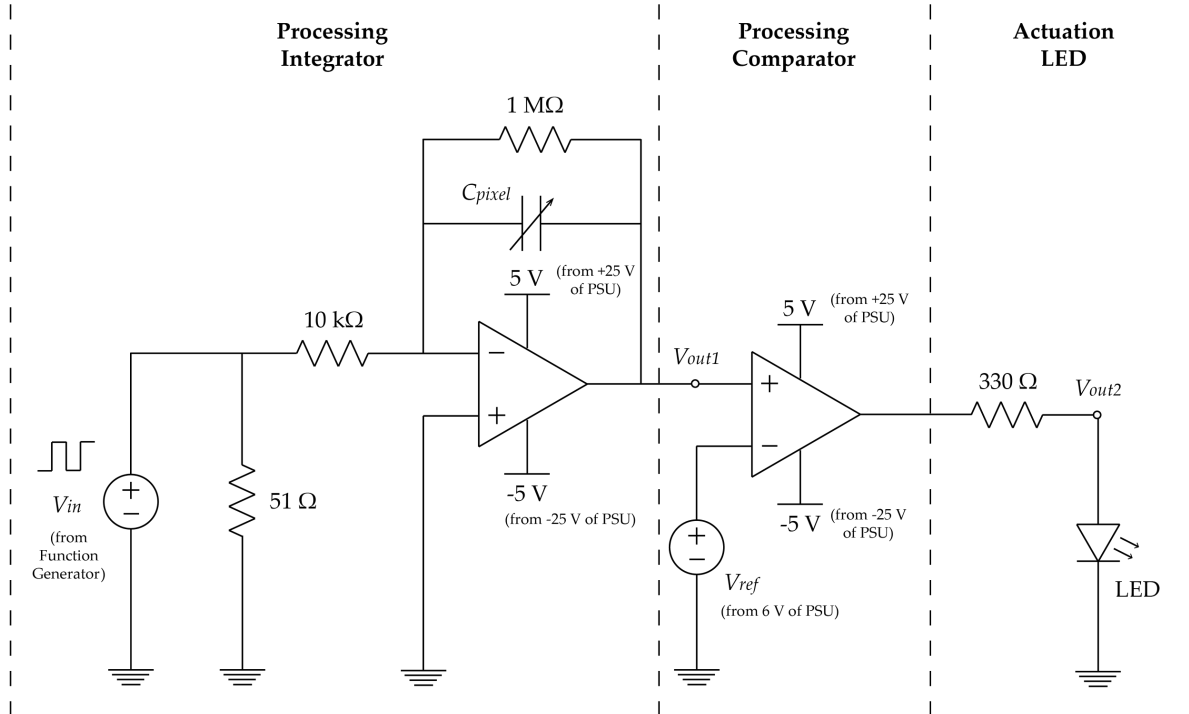 Processing
Integrator
Processing
Comparator
Actuation
LED
1 MΩ
Cpixel
5 V
(from +25 V
of PSU)
10 kΩ
−
+
-5 V
(from -25 V of PSU)
Vin
(from
Function
Generator)
+
−
51 Ω
Vout1
5 V
(from +25 V
of PSU)
+
−
-5 V
(from -25 V
of PSU)
+
−
Vref
(from 6 V of PSU)
330 Ω
Vout2
LED